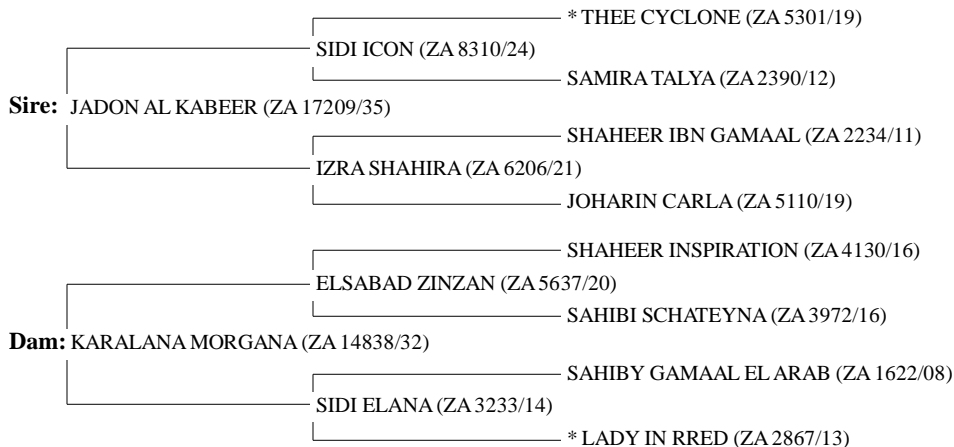 * THEE CYCLONE (ZA 5301/19)
SIDI ICON (ZA 8310/24)
SAMIRA TALYA (ZA 2390/12)
Sire: JADON AL KABEER (ZA 17209/35)
SHAHEER IBN GAMAAL (ZA 2234/11)
IZRA SHAHIRA (ZA 6206/21)
JOHARIN CARLA (ZA 5110/19)
SHAHEER INSPIRATION (ZA 4130/16)
ELSABAD ZINZAN (ZA 5637/20)
SAHIBI SCHATEYNA (ZA 3972/16)
Dam: KARALANA MORGANA (ZA 14838/32)
SAHIBY GAMAAL EL ARAB (ZA 1622/08)
SIDI ELANA (ZA 3233/14)
* LADY IN RRED (ZA 2867/13)